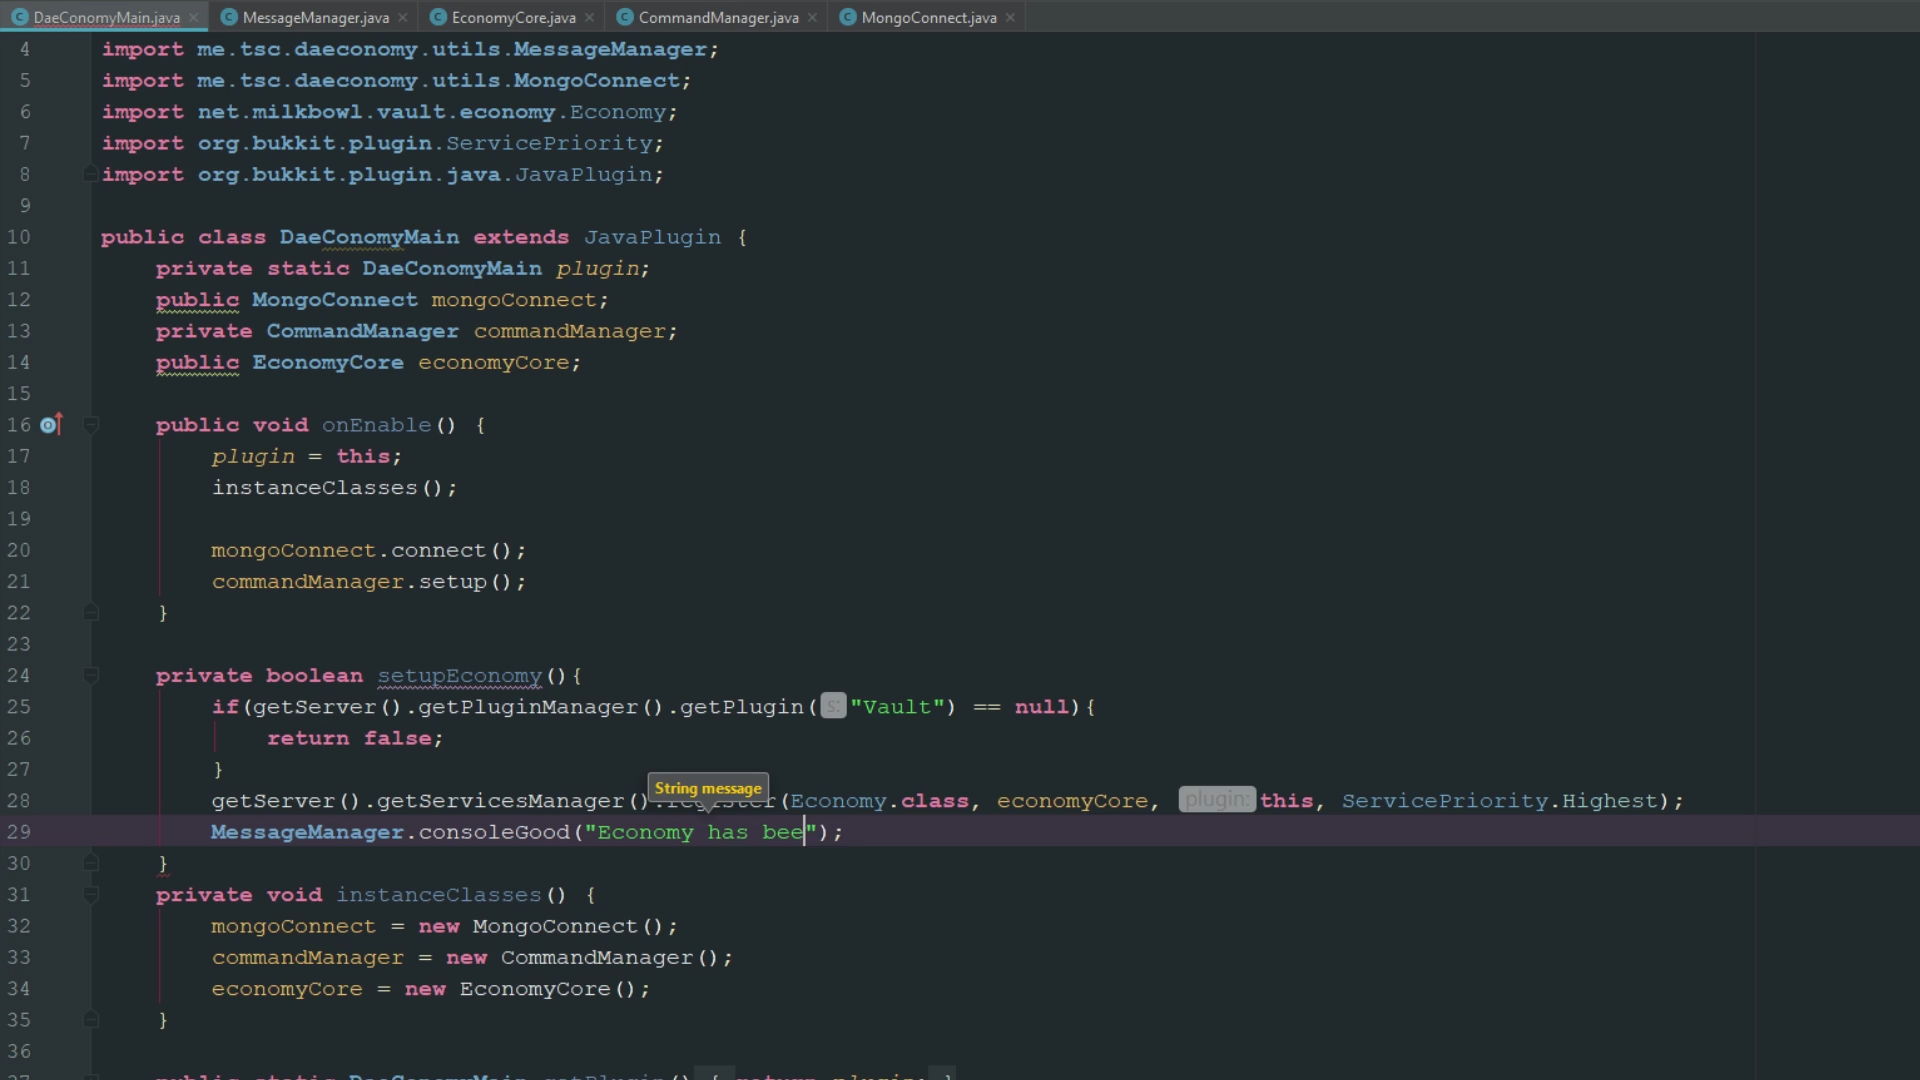 DaeConomyMain.java × MessageManager.java × EconomyCore.java × CommandManager.java × MongoConnect.java ×
4 import me.tsc.daeconomy.utils.MessageManager;
5 import me.tsc.daeconomy.utils.MongoConnect;
6 import net.milkbowl.vault.economy.Economy;
7 import org.bukkit.plugin.ServicePriority;
8 import org.bukkit.plugin.java.JavaPlugin;
9
10 public class DaeConomyMain extends JavaPlugin {
11 private static DaeConomyMain plugin;
12 public MongoConnect mongoConnect;
13 private CommandManager commandManager;
14 public EconomyCore economyCore;
15
16 public void onEnable() {
17 plugin = this;
18 instanceClasses();
19
20 mongoConnect.connect();
21 commandManager.setup();
22 }
23
24 private boolean setupEconomy(){
25 if(getServer().getPluginManager().getPlugin( s: "Vault") == null){
26 return false;
27 }
String message
28 getServer().getServicesManager().register(Economy.class, economyCore, plugin: this, ServicePriority.Highest);
29 MessageManager.consoleGood("Economy has bee");
30 }
31 private void instanceClasses() {
32 mongoConnect = new MongoConnect();
33 commandManager = new CommandManager();
34 economyCore = new EconomyCore();
35 }
36
37 public static DaeConomyMain getPlugin() { return plugin; }